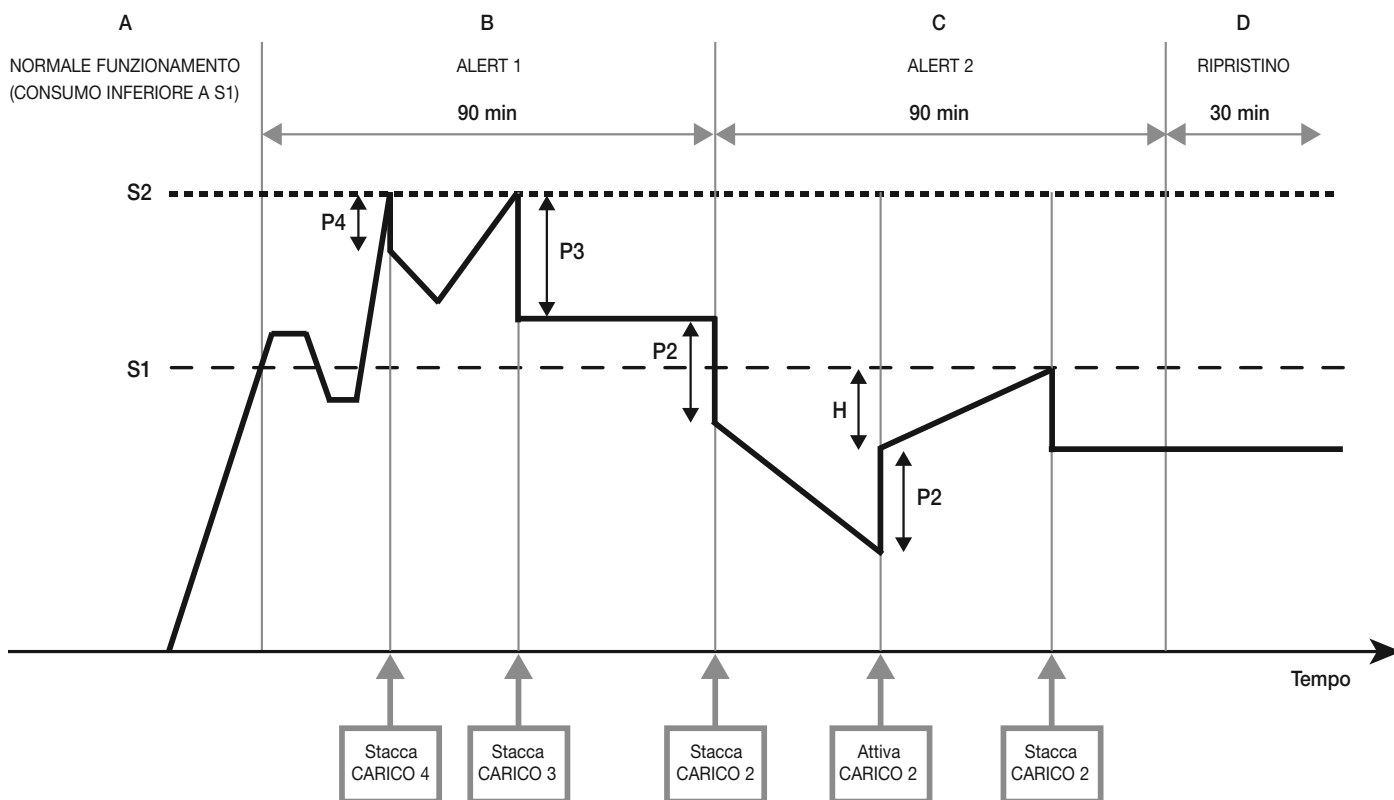 A
B
C
D
NORMALE FUNZIONAMENTO
(CONSUMO INFERIORE A S1)
ALERT 1
ALERT 2
RIPRISTINO
90 min
90 min
30 min
S2
P4
P3
P2
S1
H
P2
Tempo
Stacca
CARICO 4
Stacca
CARICO 3
Stacca
CARICO 2
Attiva
CARICO 2
Stacca
CARICO 2